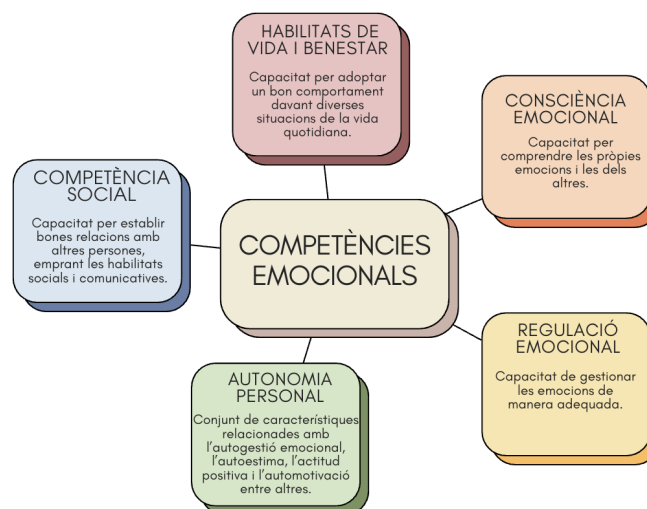 HABILITATS DE
VIDA I BENESTAR
Capacitat per adoptar
un bon comportament
davant diverses
situacions de la vida
quotidiana.
CONSCIÈNCIA
EMOCIONAL
Capacitat per
comprendre les pròpies
emocions i les dels
altres.
COMPETÈNCIA
SOCIAL
Capacitat per establir
bones relacions amb
altres persones,
emprant les habilitats
socials i comunicatives.
COMPETÈNCIES
EMOCIONALS
REGULACIÓ
EMOCIONAL
Capacitat de gestionar
les emocions de
manera adequada.
AUTONOMIA
PERSONAL
Conjunt de característiques
relacionades amb
l'autogestió emocional,
l'autoestima, l'actitud
positiva i l'automotivació
entre altres.